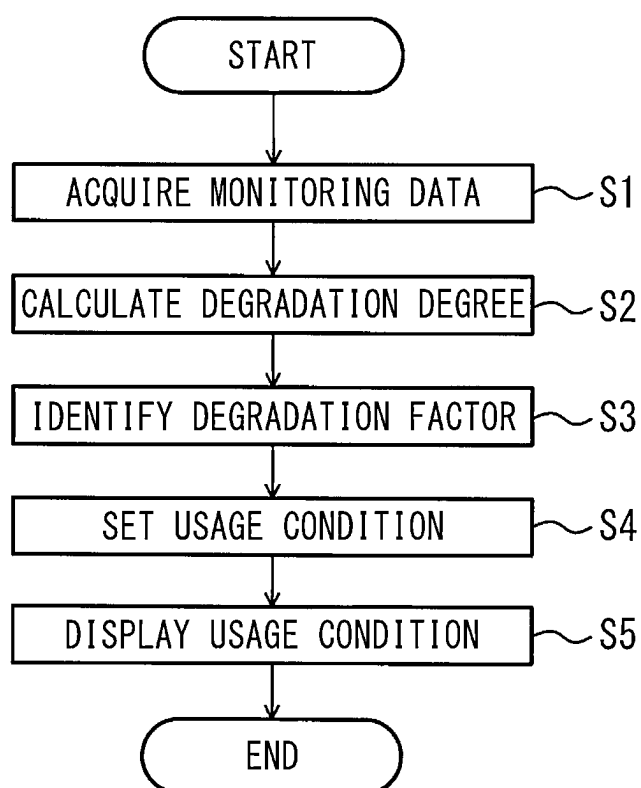 START
ACQUIRE MONITORING DATA S1
CALCULATE DEGRADATION DEGREE S2
IDENTIFY DEGRADATION FACTOR S3
SET USAGE CONDITION S4
DISPLAY USAGE CONDITION S5
END